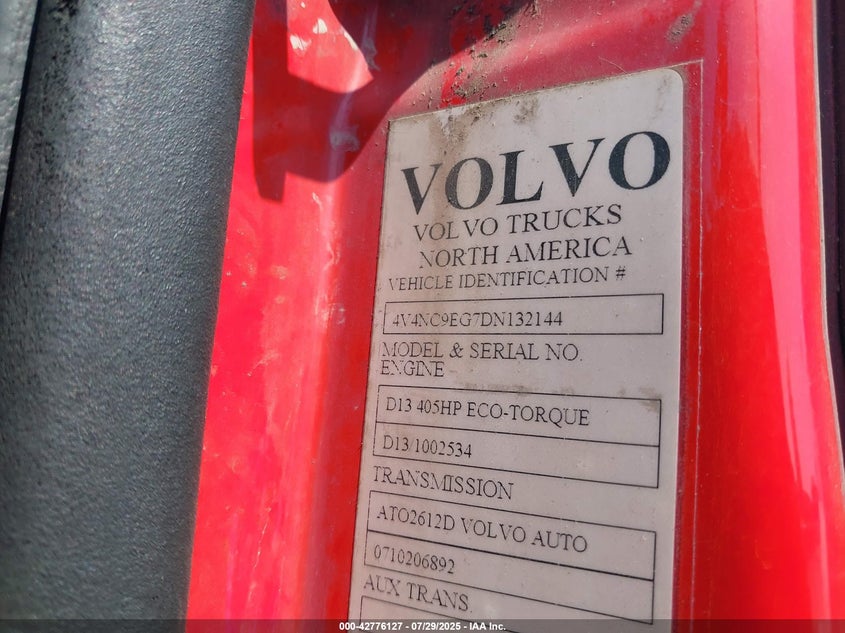 VOLVO
VOLVO TRUCKS
NORTH AMERICA
VEHICLE IDENTIFICATION #
4V4NC9EG7DN132144
MODEL & SERIAL NO.
ENGINE
D13 405HP ECO-TORQUE
D13/1002534
TRANSMISSION
ATO2612D VOLVO AUTO
0710206892
AUX TRANS.
000-42776127 - 07/29/2025 - IAA Inc.